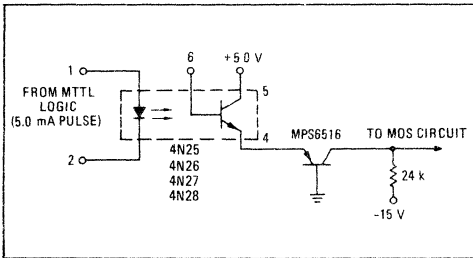 1
6
+5 0 V
FROM MTTL
LOGIC
(5.0 mA PULSE)
5
4
2
MPS6516
TO MOS CIRCUIT
4N25
4N26
4N27
4N28
24 k
-15 V